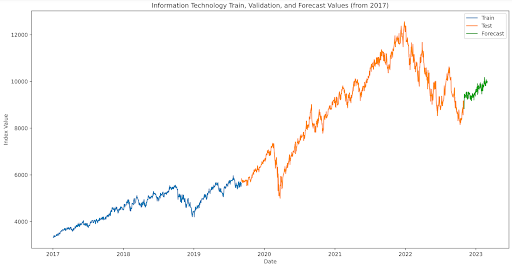 Information Technology Train, Validation, and Forecast Values (from 2017)
Train
Test
Forecast
12000
10000
8000
6000
4000
Index Value
2017 2018 2019 2020 2021 2022 2023
Date